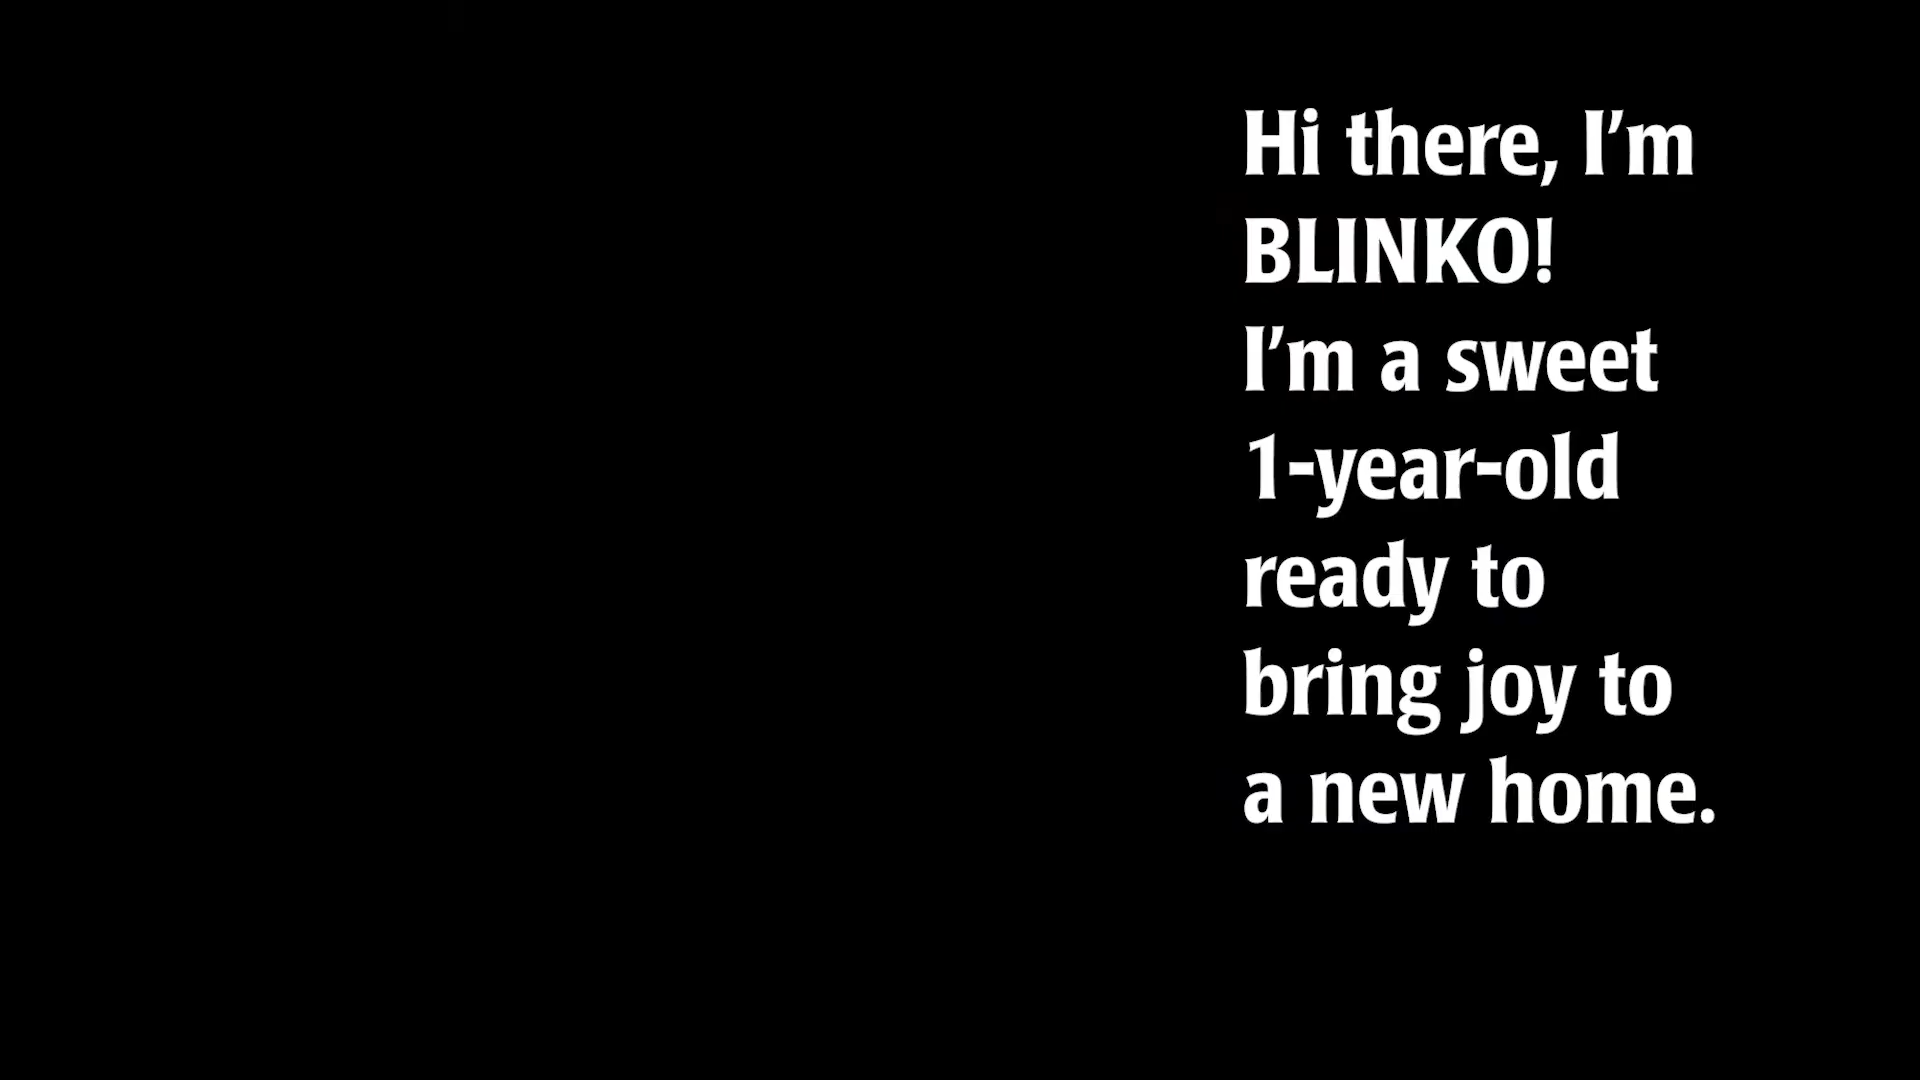 Hi there, I’m
BLINKO!
I’m a sweet
1-year-old
ready to
bring joy to
a new home.